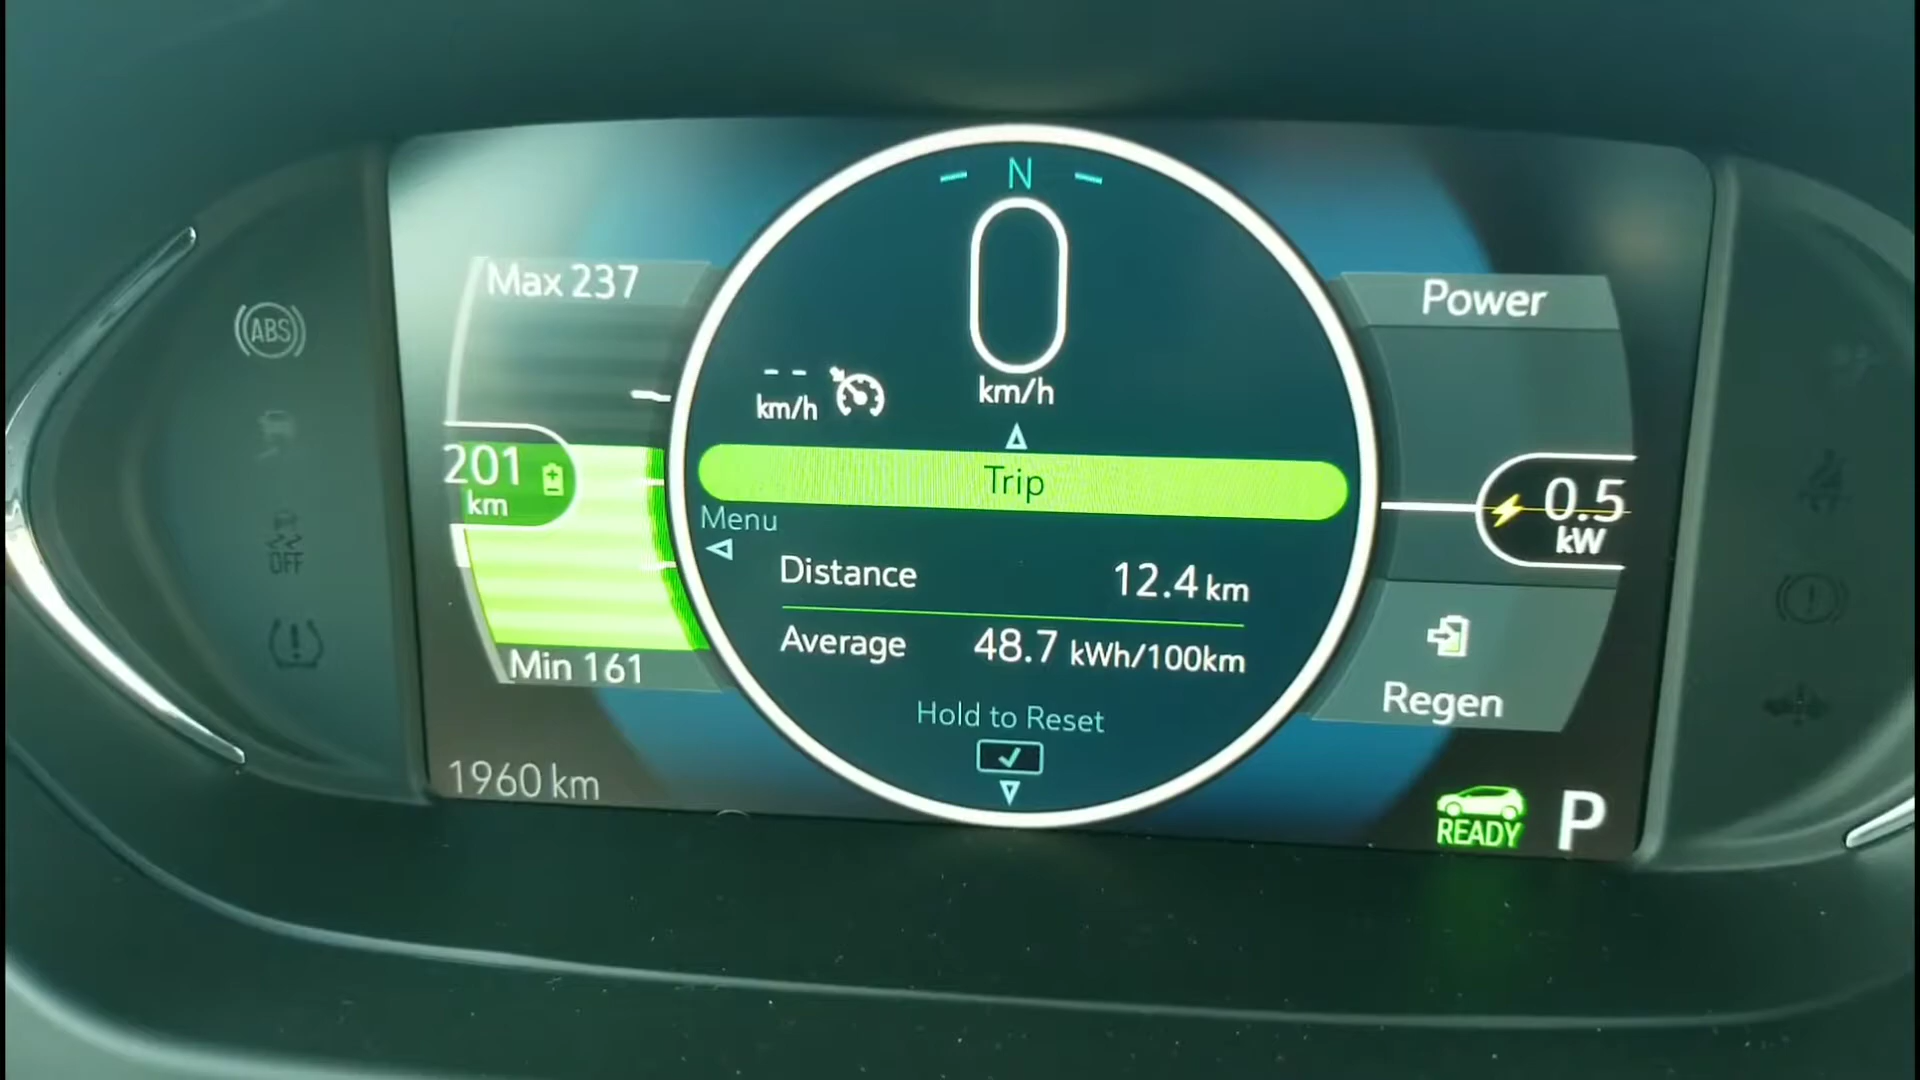 N
Max 237
Power
ABS
0
-- km/h
km/h
201 km
Trip
0.5 kW
Menu
OFF
Distance 12.4 km
Average 48.7 kWh/100km
Min 161
Regen
Hold to Reset
1960 km
READY P